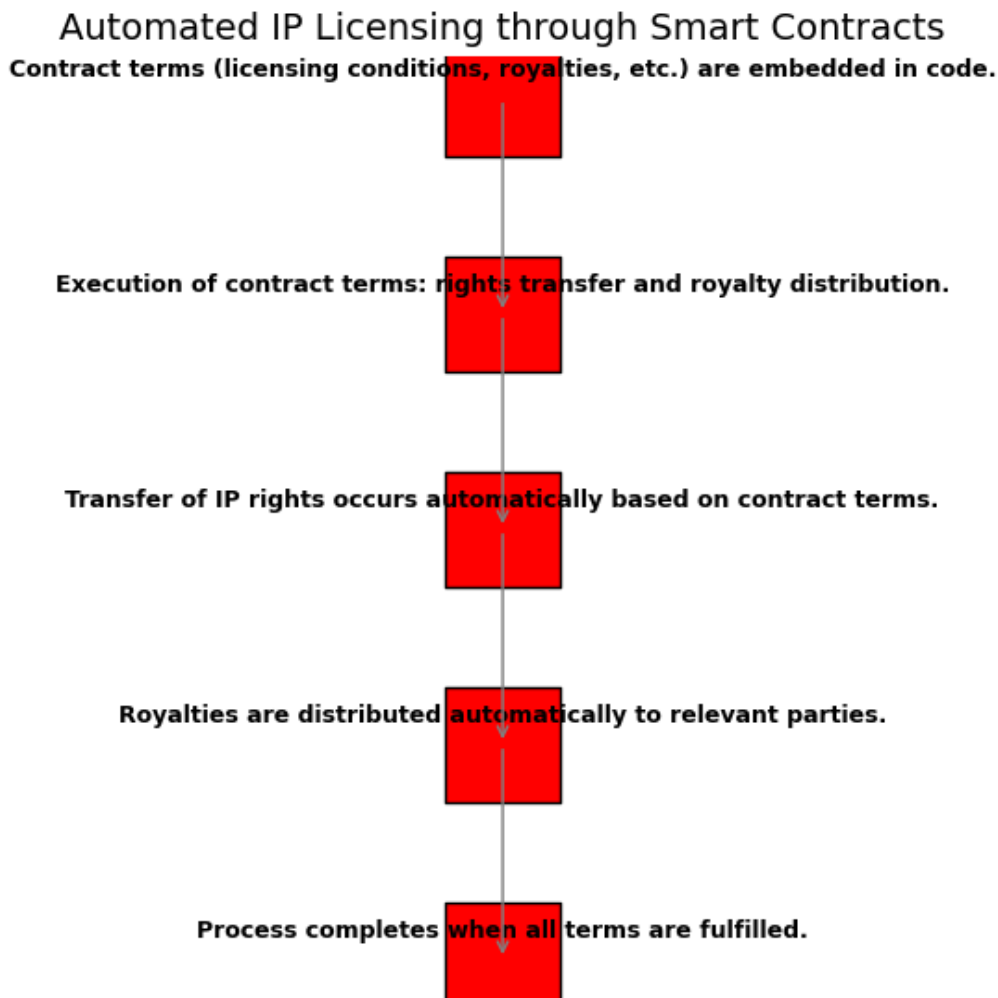 Automated IP Licensing through Smart Contracts
Contract terms (licensing conditions, royalties, etc.) are embedded in code.
Execution of contract terms: rights transfer and royalty distribution.
Transfer of IP rights occurs automatically based on contract terms.
Royalties are distributed automatically to relevant parties.
Process completes when all terms are fulfilled.